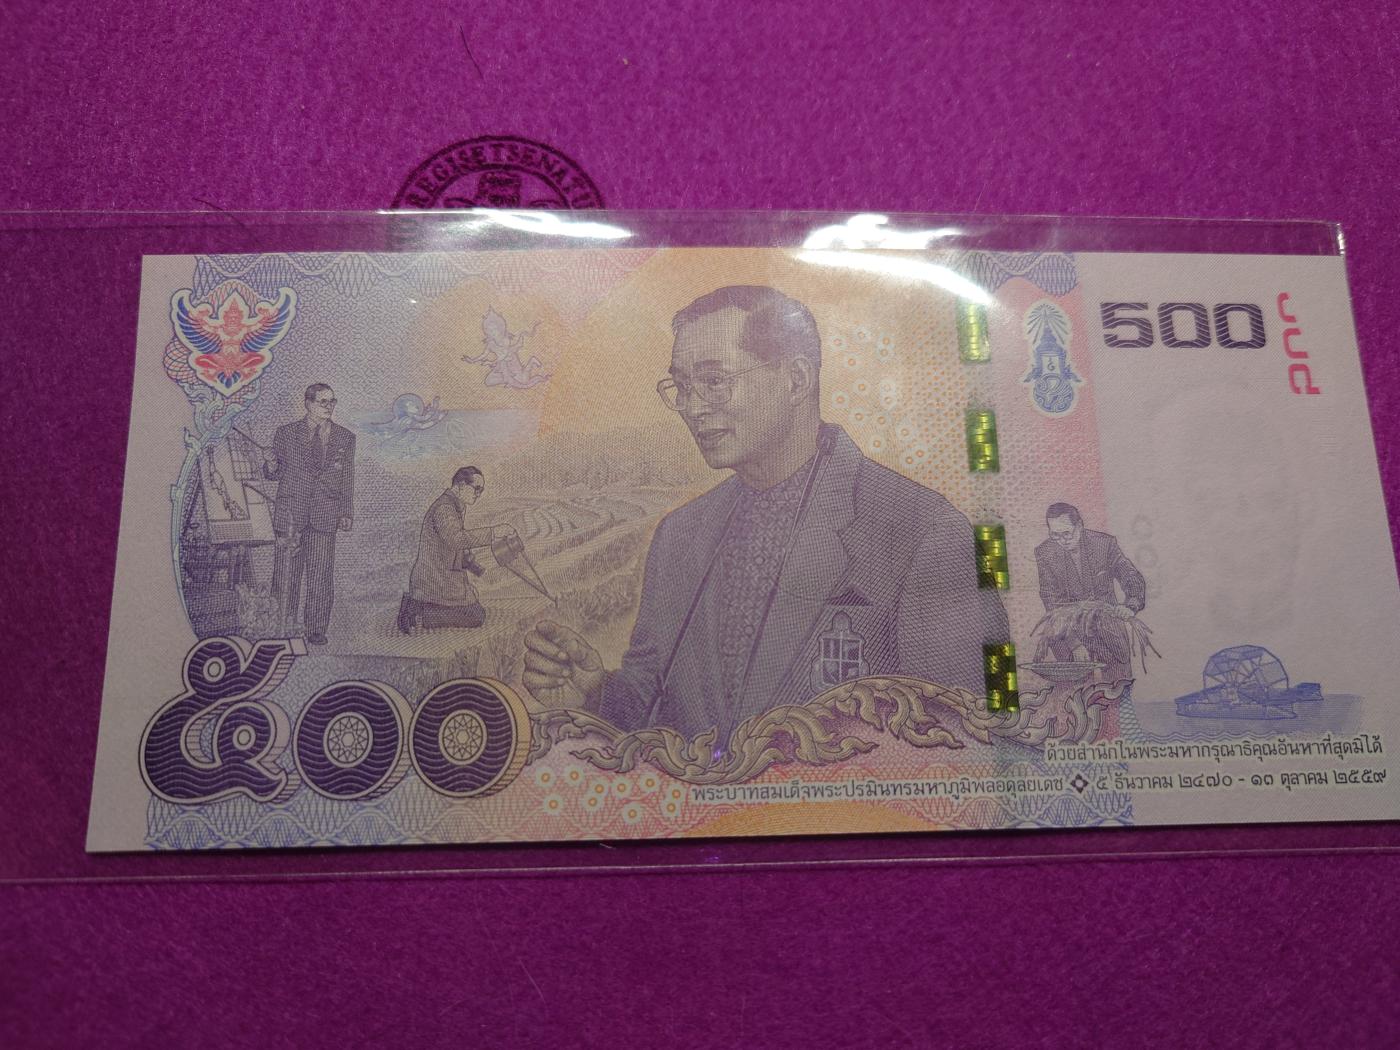 REGISETSENATU
500
๕๐๐
ด้วยสำนึกในพระมหากรุณาธิคุณอันหาที่สุดมิได้
พระบาทสมเด็จพระปรมินทรมหาภูมิพลอดุลยเดช ๕ ธันวาคม ๒๔๗๐ - ๑๓ ตุลาคม ๒๕๕๙